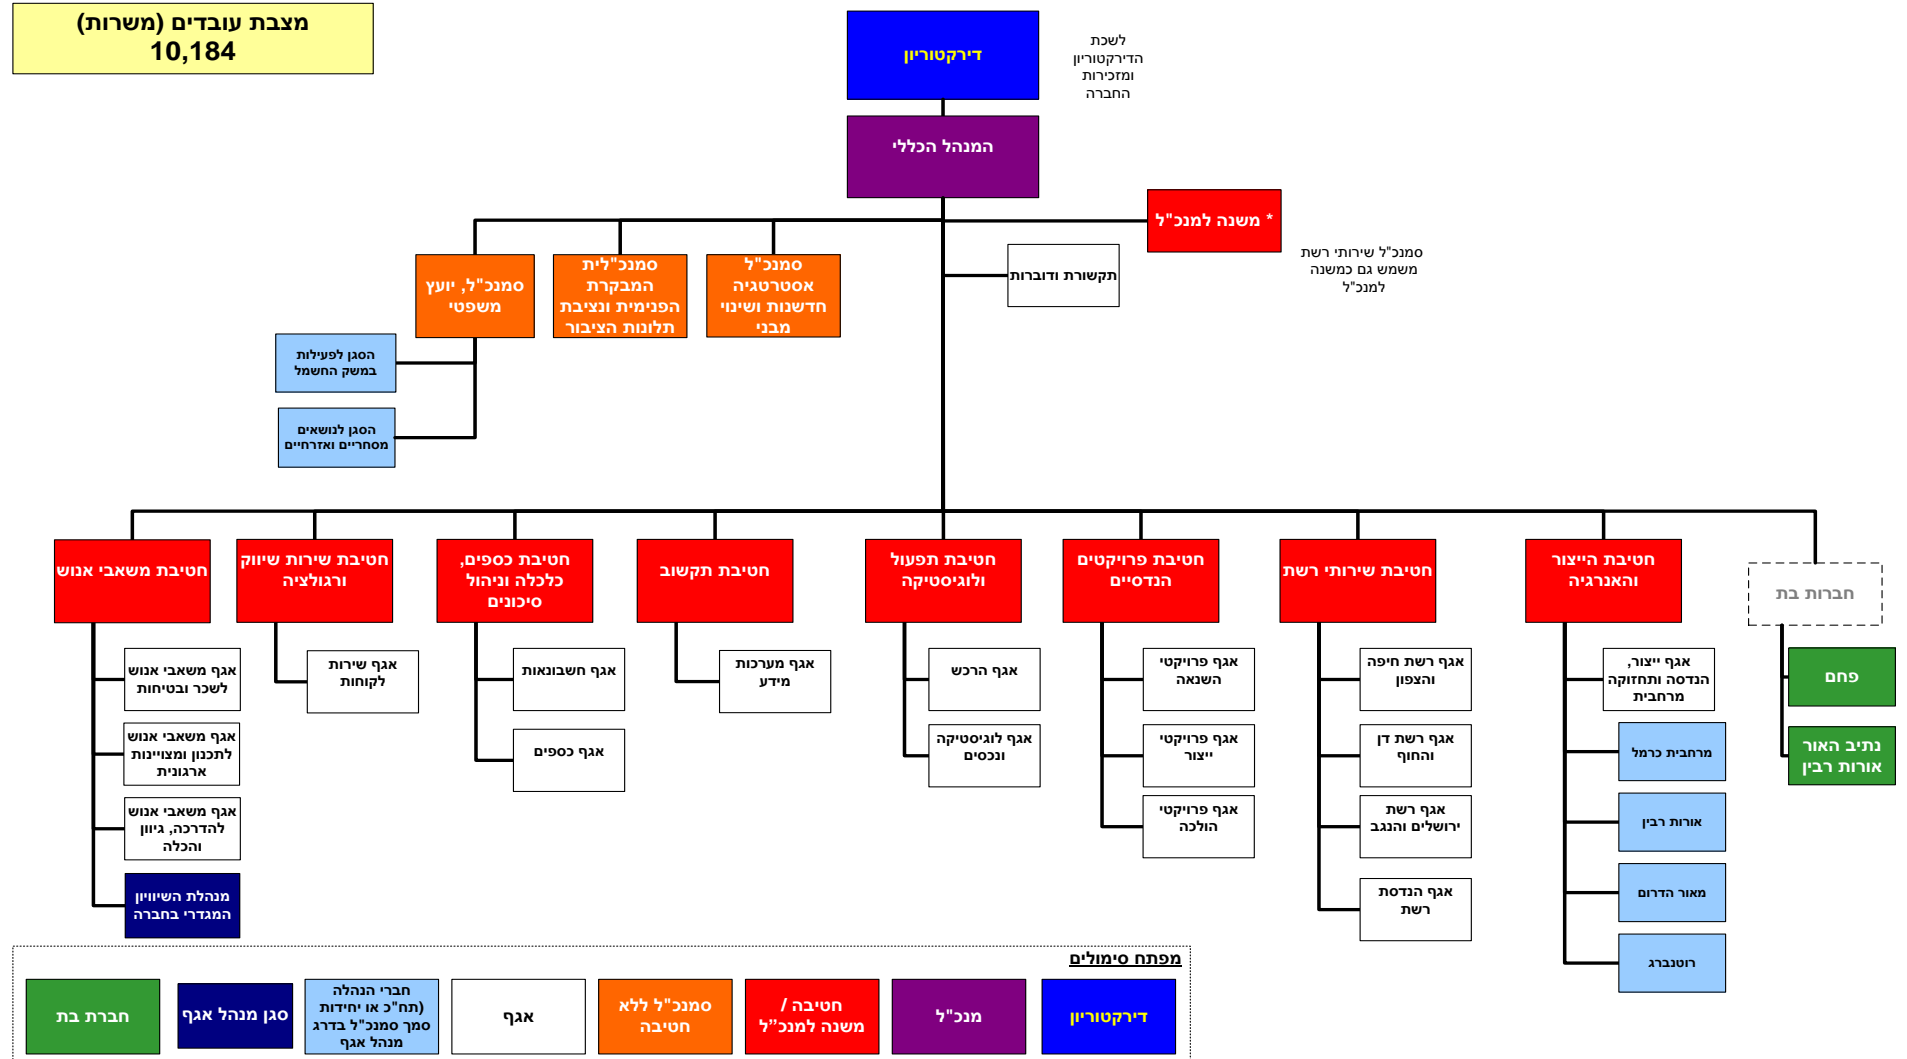 מצבת עובדים (משרות)
10,184
דירקטוריון
לשכת
הדירקטוריון
ומזכירות
החברה
המנהל הכללי
* משנה למנכ"ל
סמנכ"ל שירותי רשת
משמש גם כמשנה
למנכ"ל
תקשורת ודוברות
סמנכ"ל
אסטרטגיה
חדשנות ושינוי
מבני
סמנכ"לית
המבקרת
הפנימית ונציבת
תלונות הציבור
סמנכ"ל, יועץ
משפטי
הסגן לפעילות
במשק החשמל
הסגן לנושאים
מסחריים ואזרחיים
חברות בת
פחם
נתיב האור
אורות רבין
חטיבת הייצור
והאנרגיה
אגף ייצור,
הנדסה ותחזוקה
מרחבית
מרחבית כרמל
אורות רבין
מאור הדרום
רוטנברג
חטיבת שירותי רשת
אגף רשת חיפה
והצפון
אגף רשת דן
והחוף
אגף רשת
ירושלים והנגב
אגף הנדסת
רשת
חטיבת פרויקטים
הנדסיים
אגף פרויקטי
השנאה
אגף פרויקטי
ייצור
אגף פרויקטי
הולכה
חטיבת תפעול
ולוגיסטיקה
אגף הרכש
אגף לוגיסטיקה
ונכסים
חטיבת תקשוב
אגף מערכות
מידע
חטיבת כספים,
כלכלה וניהול
סיכונים
אגף חשבונאות
אגף כספים
חטיבת שירות שיווק
ורגולציה
אגף שירות
לקוחות
חטיבת משאבי אנוש
אגף משאבי אנוש
לשכר ובטיחות
אגף משאבי אנוש
לתכנון ומצויינות
ארגונית
אגף משאבי אנוש
להדרכה, גיוון
והכלה
מנהלת השיוויון
המגדרי בחברה
מפתח סימולים
דירקטוריון
מנכ"ל
חטיבה /
משנה למנכ”ל
סמנכ"ל ללא
חטיבה
אגף
חברי הנהלה
(תח"כ או יחידות
סמך סמנכ"ל בדרג
מנהל אגף
סגן מנהל אגף
חברת בת